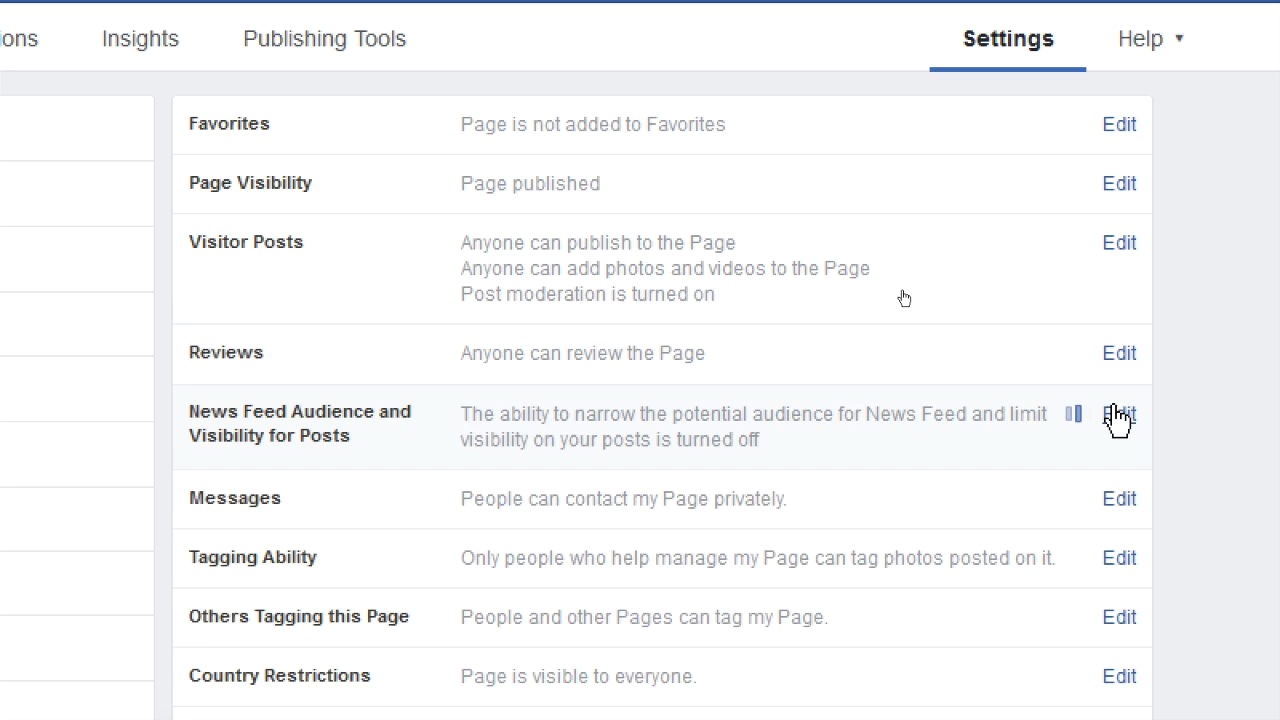 ions Insights Publishing Tools Settings Help
Favorites Page is not added to Favorites Edit
Page Visibility Page published Edit
Visitor Posts Anyone can publish to the Page Edit
Anyone can add photos and videos to the Page
Post moderation is turned on
Reviews Anyone can review the Page Edit
News Feed Audience and The ability to narrow the potential audience for News Feed and limit Edit
Visibility for Posts visibility on your posts is turned off
Messages People can contact my Page privately. Edit
Tagging Ability Only people who help manage my Page can tag photos posted on it. Edit
Others Tagging this Page People and other Pages can tag my Page. Edit
Country Restrictions Page is visible to everyone. Edit